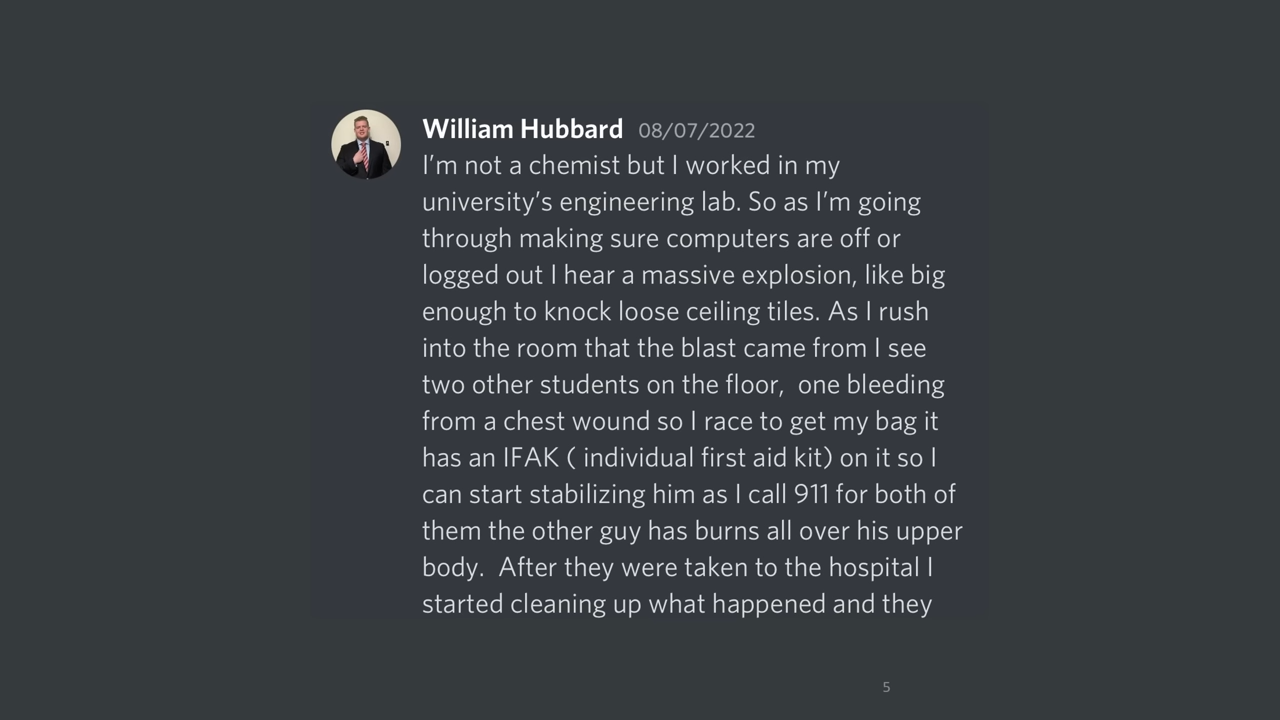 William Hubbard 08/07/2022
I'm not a chemist but I worked in my
university's engineering lab. So as I'm going
through making sure computers are off or
logged out I hear a massive explosion, like big
enough to knock loose ceiling tiles. As I rush
into the room that the blast came from I see
two other students on the floor,  one bleeding
from a chest wound so I race to get my bag it
has an IFAK ( individual first aid kit) on it so I
can start stabilizing him as I call 911 for both of
them the other guy has burns all over his upper
body.  After they were taken to the hospital I
started cleaning up what happened and they
5